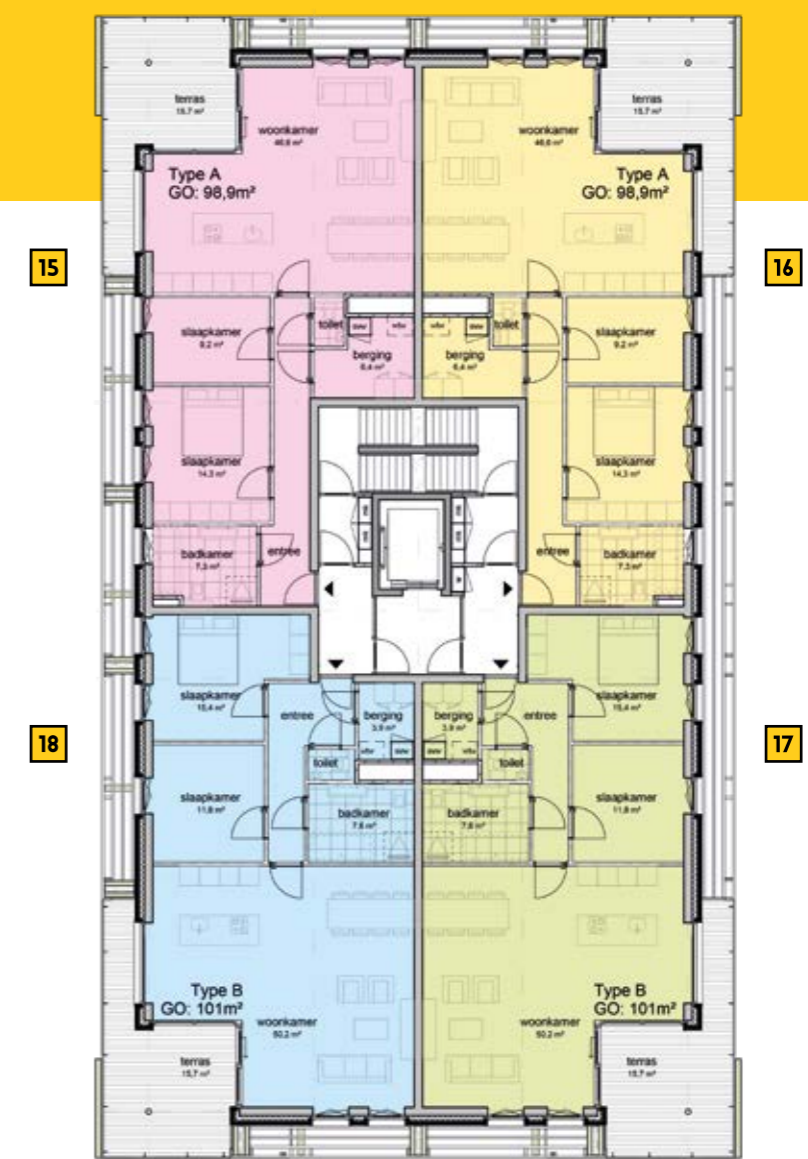 terras
15,7 m²
woonkamer
46,6 m²
Type A
GO: 98,9m²
15
slaapkamer
9,2 m²
toilet
wtw
berging
6,4 m²
slaapkamer
14,3 m²
badkamer
7,3 m²
entree
terras
15,7 m²
woonkamer
46,6 m²
Type A
GO: 98,9m²
16
slaapkamer
9,2 m²
toilet
wtw
berging
6,4 m²
slaapkamer
14,3 m²
badkamer
7,3 m²
entree
18
slaapkamer
15,4 m²
entree
berging
3,9 m²
wtw
toilet
slaapkamer
11,8 m²
badkamer
7,6 m²
Type B
GO: 101m²
woonkamer
50,2 m²
terras
15,7 m²
17
slaapkamer
15,4 m²
entree
berging
3,9 m²
wtw
toilet
slaapkamer
11,8 m²
badkamer
7,6 m²
Type B
GO: 101m²
woonkamer
50,2 m²
terras
15,7 m²